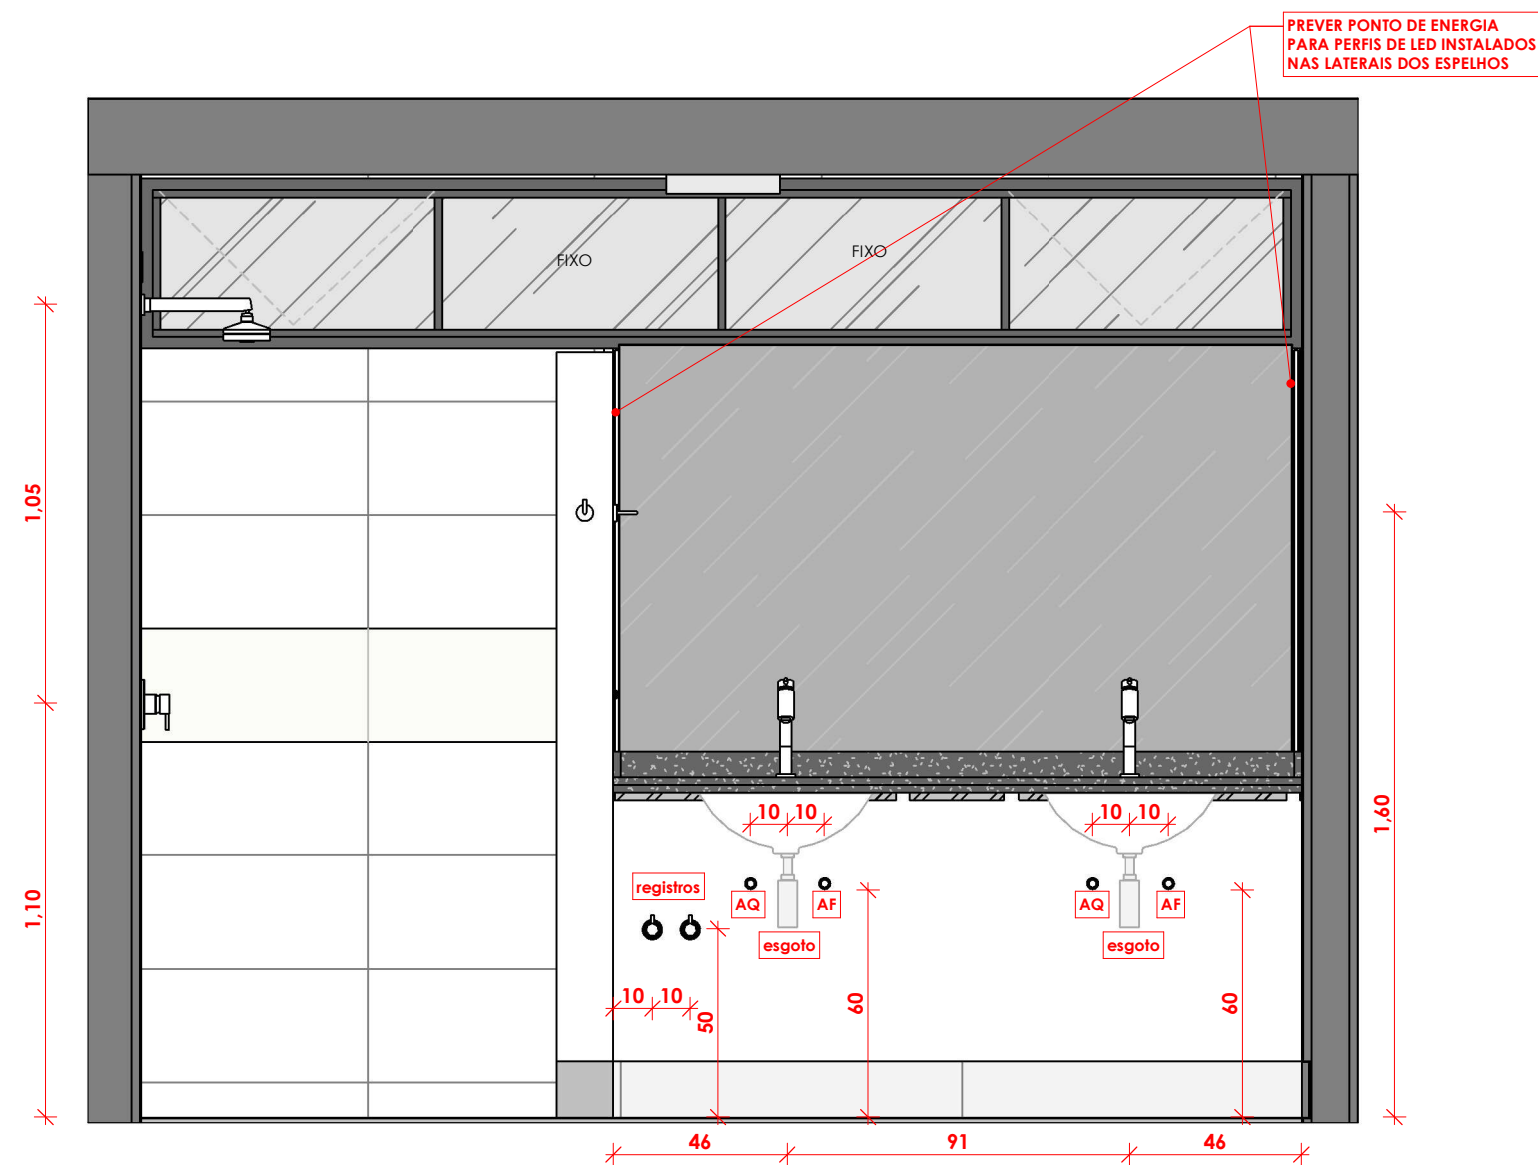 PREVER PONTO DE ENERGIA
PARA PERFIS DE LED INSTALADOS
NAS LATERAIS DOS ESPELHOS
FIXO
FIXO
1,05
1,10
1,60
10 10
10 10
registros
AQ
AF
AQ
AF
esgoto
esgoto
10 10
50
60
60
46
91
46